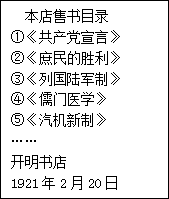 本店售书目录
①《共产党宣言》
②《庶民的胜利》
③《列国陆军制》
④《儒门医学》
⑤《汽机新制》
……
开明书店
1921年2月20日